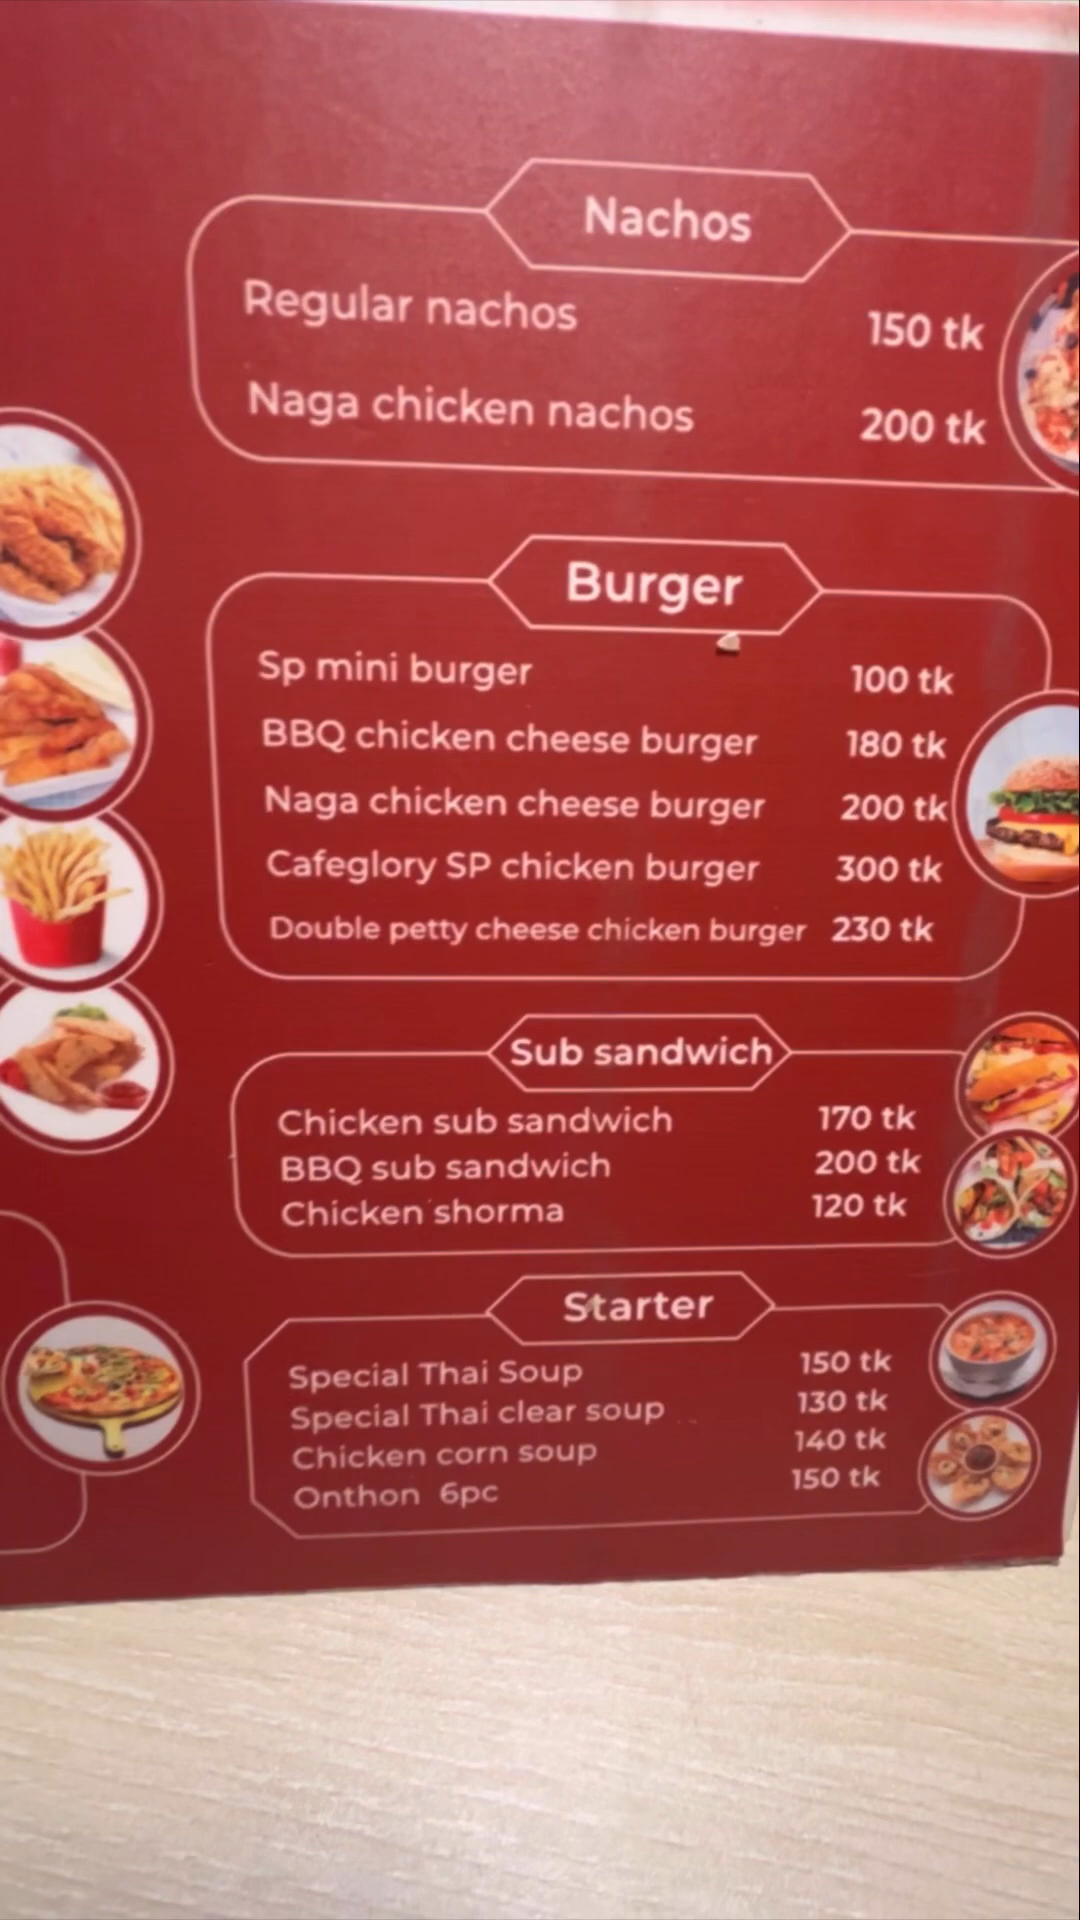 Nachos
Regular nachos 150 tk
Naga chicken nachos 200 tk
Burger
Sp mini burger 100 tk
BBQ chicken cheese burger 180 tk
Naga chicken cheese burger 200 tk
Cafeglory SP chicken burger 300 tk
Double petty cheese chicken burger 230 tk
Sub sandwich
Chicken sub sandwich 170 tk
BBQ sub sandwich 200 tk
Chicken shorma 120 tk
Starter
Special Thai Soup 150 tk
Special Thai clear soup 130 tk
Chicken corn soup 140 tk
Onthon 6pc 150 tk